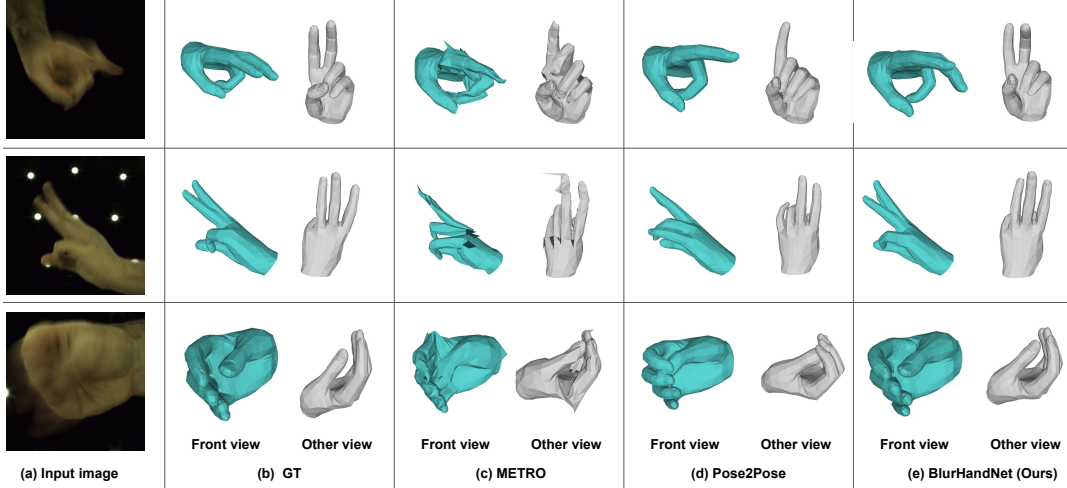 Front view Other view Front view Other view Front view Other view Front view Other view
(a) Input image (b) GT (c) METRO (d) Pose2Pose (e) BlurHandNet (Ours)